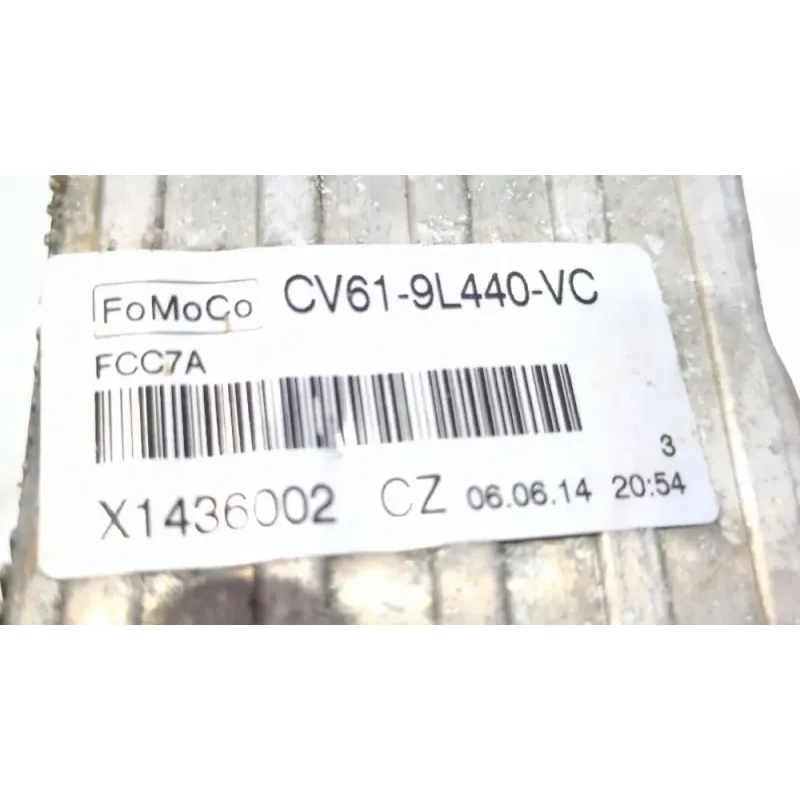 FoMoCo CV61-9L440-VC
FCC7A
3
X1436002 CZ 06.06.14 20:54